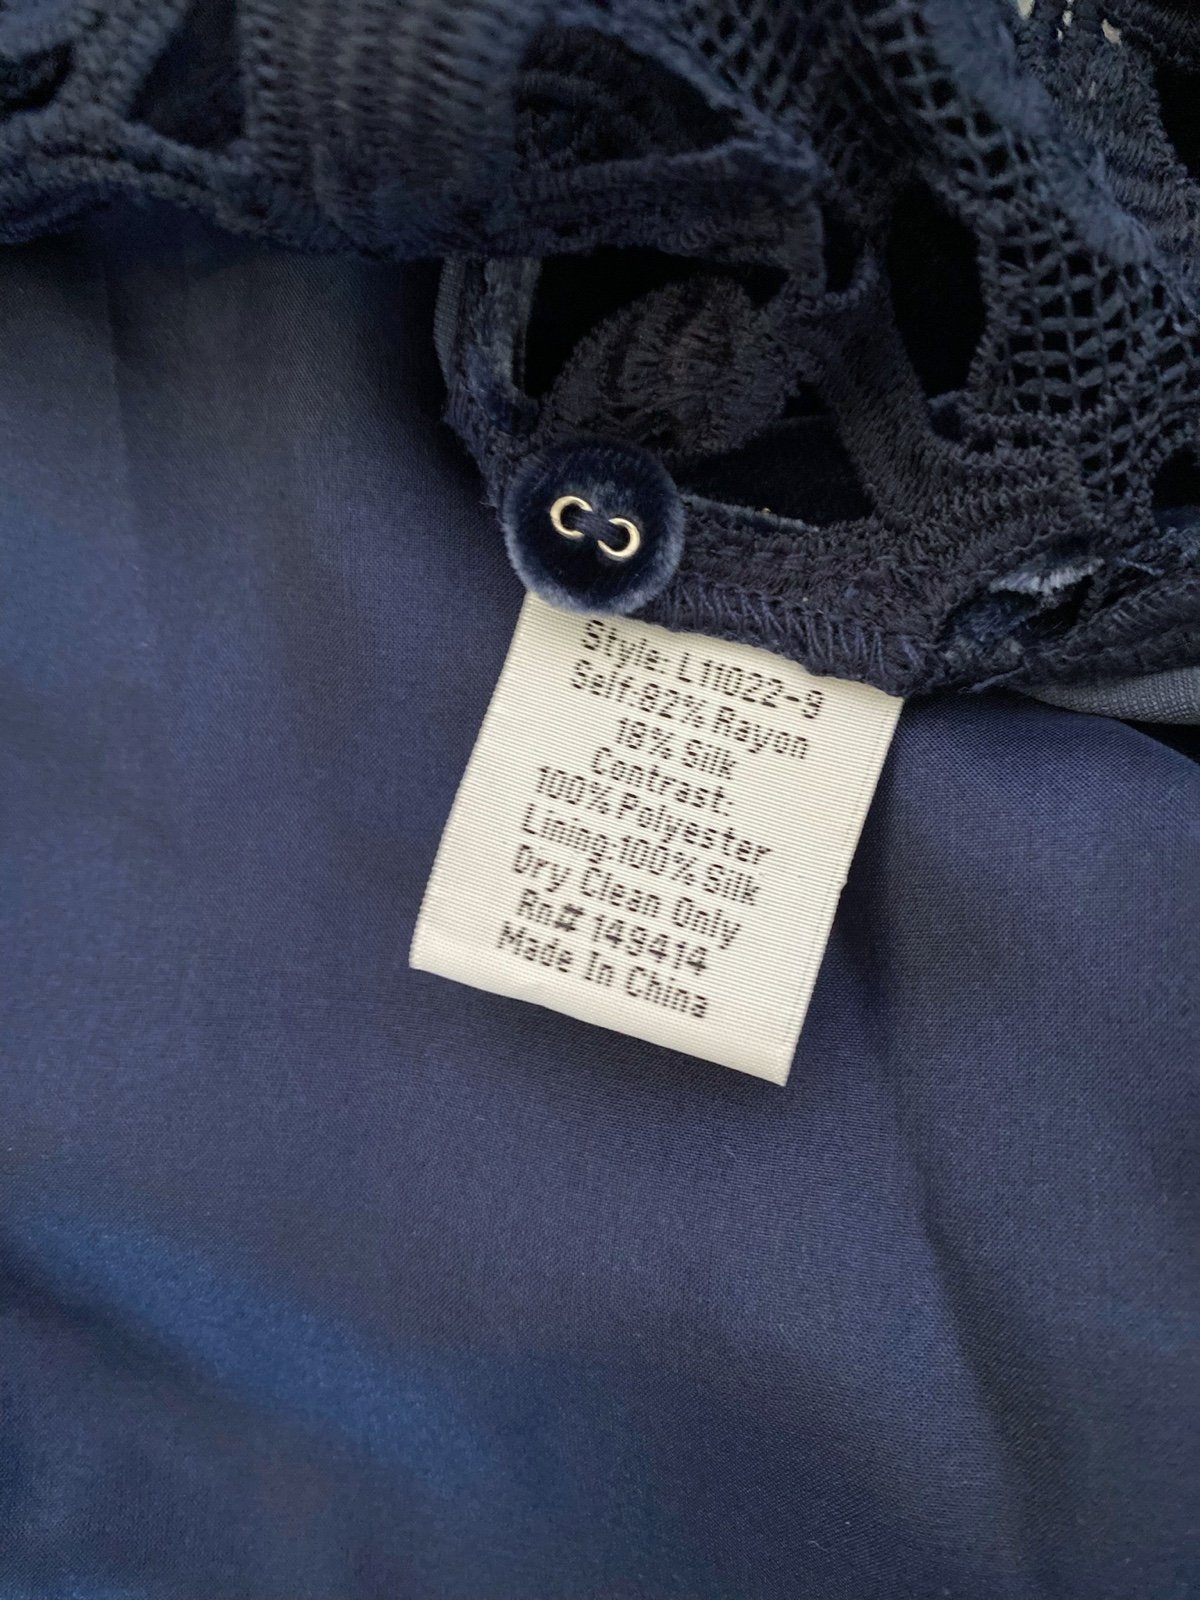 Style: L11022-9
Self:82% Rayon
18% Silk
Contrast:
100% Polyester
Lining:100% Silk
Dry Clean Only
Rn# 149414
Made In China